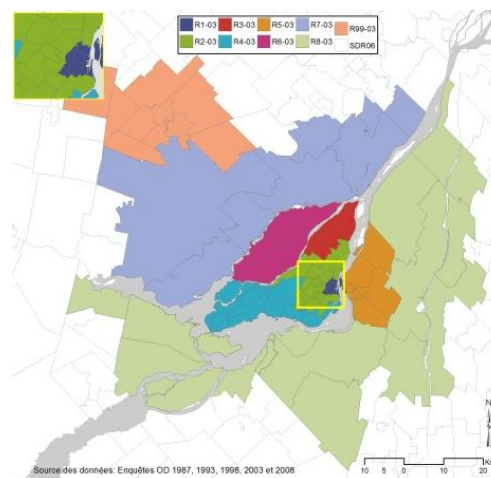 R1-03 R3-03 R5-03 R7-03 R99-03
R2-03 R4-03 R6-03 R8-03 SDR06
N
10 5 0 10 20
Source des données: Enquêtes OD 1987, 1993, 1998, 2003 et 2008